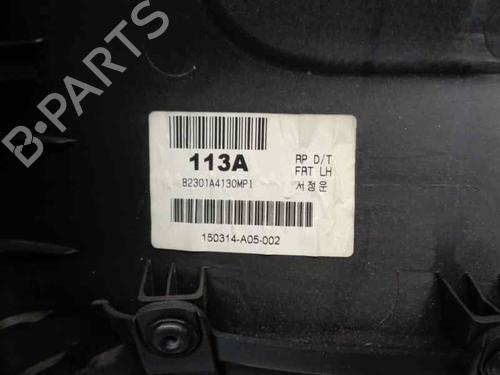 B-PARTS
113A
82301A4130MP1
RP D/T
FRT LH
서정운
150314-A05-002